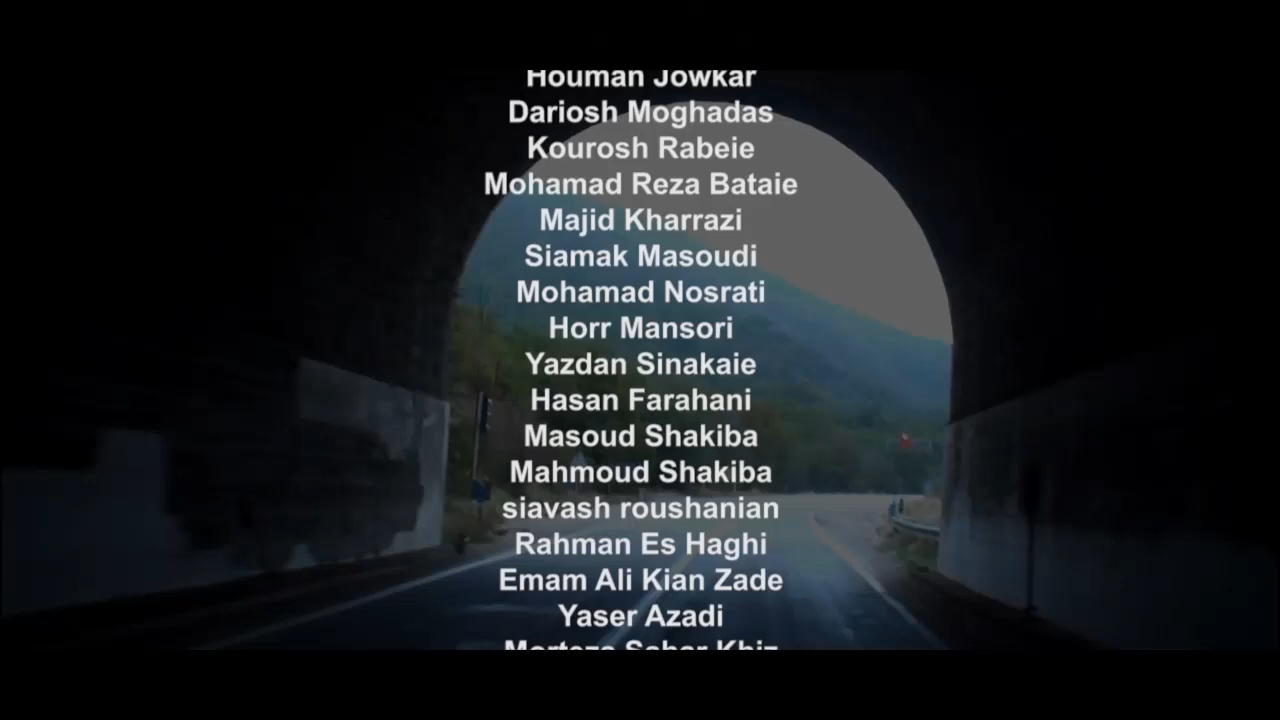 Houman Jowkar
Dariosh Moghadas
Kourosh Rabeie
Mohamad Reza Bataie
Majid Kharrazi
Siamak Masoudi
Mohamad Nosrati
Horr Mansori
Yazdan Sinakaie
Hasan Farahani
Masoud Shakiba
Mahmoud Shakiba
siavash roushanian
Rahman Es Haghi
Emam Ali Kian Zade
Yaser Azadi